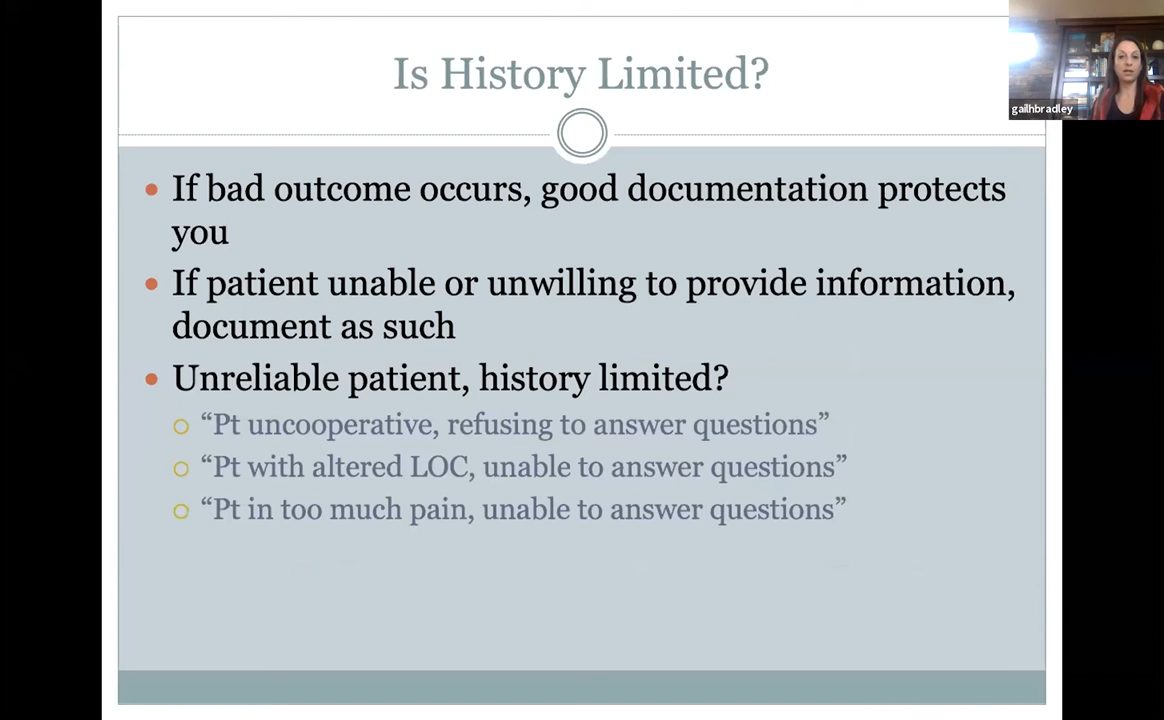 Is History Limited?
gailhbradley
If bad outcome occurs, good documentation protects
you
If patient unable or unwilling to provide information,
document as such
Unreliable patient, history limited?
“Pt uncooperative, refusing to answer questions”
“Pt with altered LOC, unable to answer questions”
“Pt in too much pain, unable to answer questions”